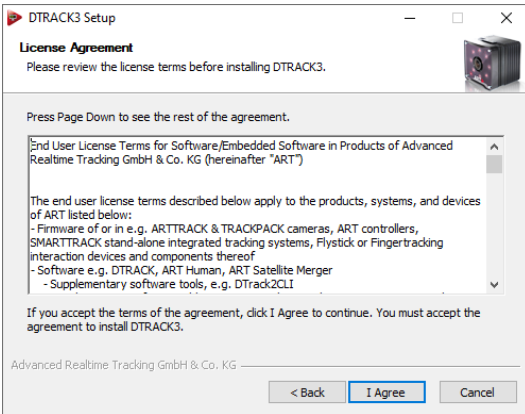 DTRACK3 Setup
License Agreement
Please review the license terms before installing DTRACK3.
Press Page Down to see the rest of the agreement.
End User License Terms for Software/Embedded Software in Products of Advanced
Realtime Tracking GmbH & Co. KG (hereinafter "ART")
The end user license terms described below apply to the products, systems, and devices
of ART listed below:
- Firmware of or in e.g. ARTTRACK & TRACKPACK cameras, ART controllers,
SMARTTRACK stand-alone integrated tracking systems, Flystick or Fingertracking
interaction devices and components thereof
- Software e.g. DTRACK, ART Human, ART Satellite Merger
- Supplementary software tools, e.g. DTrack2CLI
If you accept the terms of the agreement, click I Agree to continue. You must accept the
agreement to install DTRACK3.
Advanced Realtime Tracking GmbH & Co. KG
< Back
I Agree
Cancel